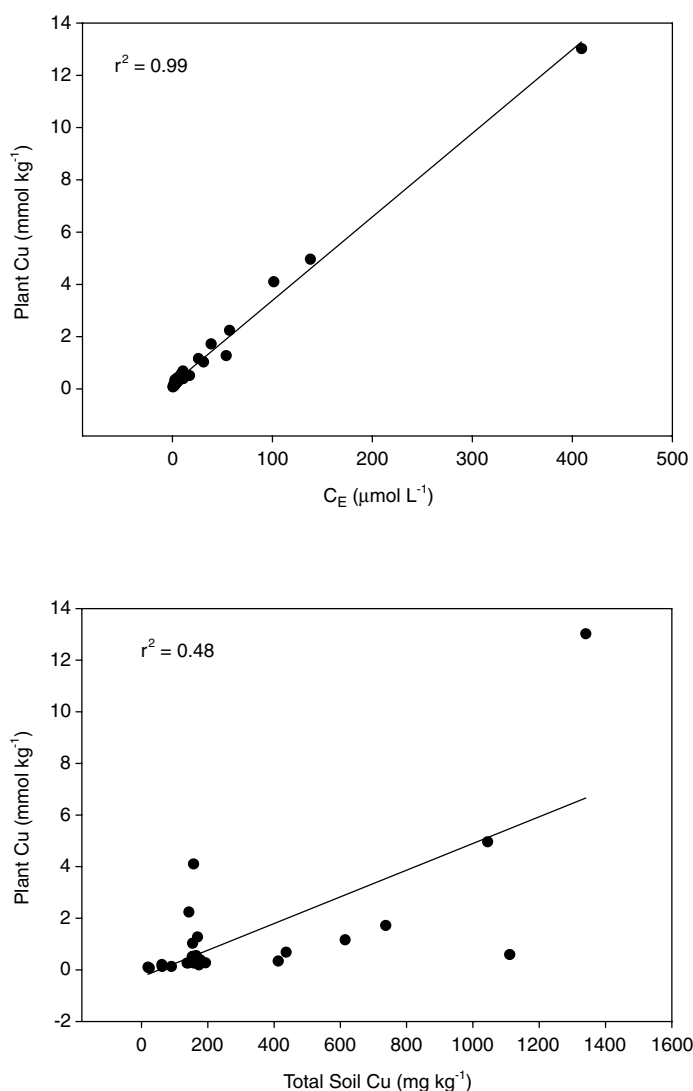 14
12
10
8
6
4
2
0
r² = 0.99
Plant Cu (mmol kg⁻¹)
0 100 200 300 400 500
C_E (μmol L⁻¹)
14
12
10
8
6
4
2
0
-2
r² = 0.48
Plant Cu (mmol kg⁻¹)
0 200 400 600 800 1000 1200 1400 1600
Total Soil Cu (mg kg⁻¹)